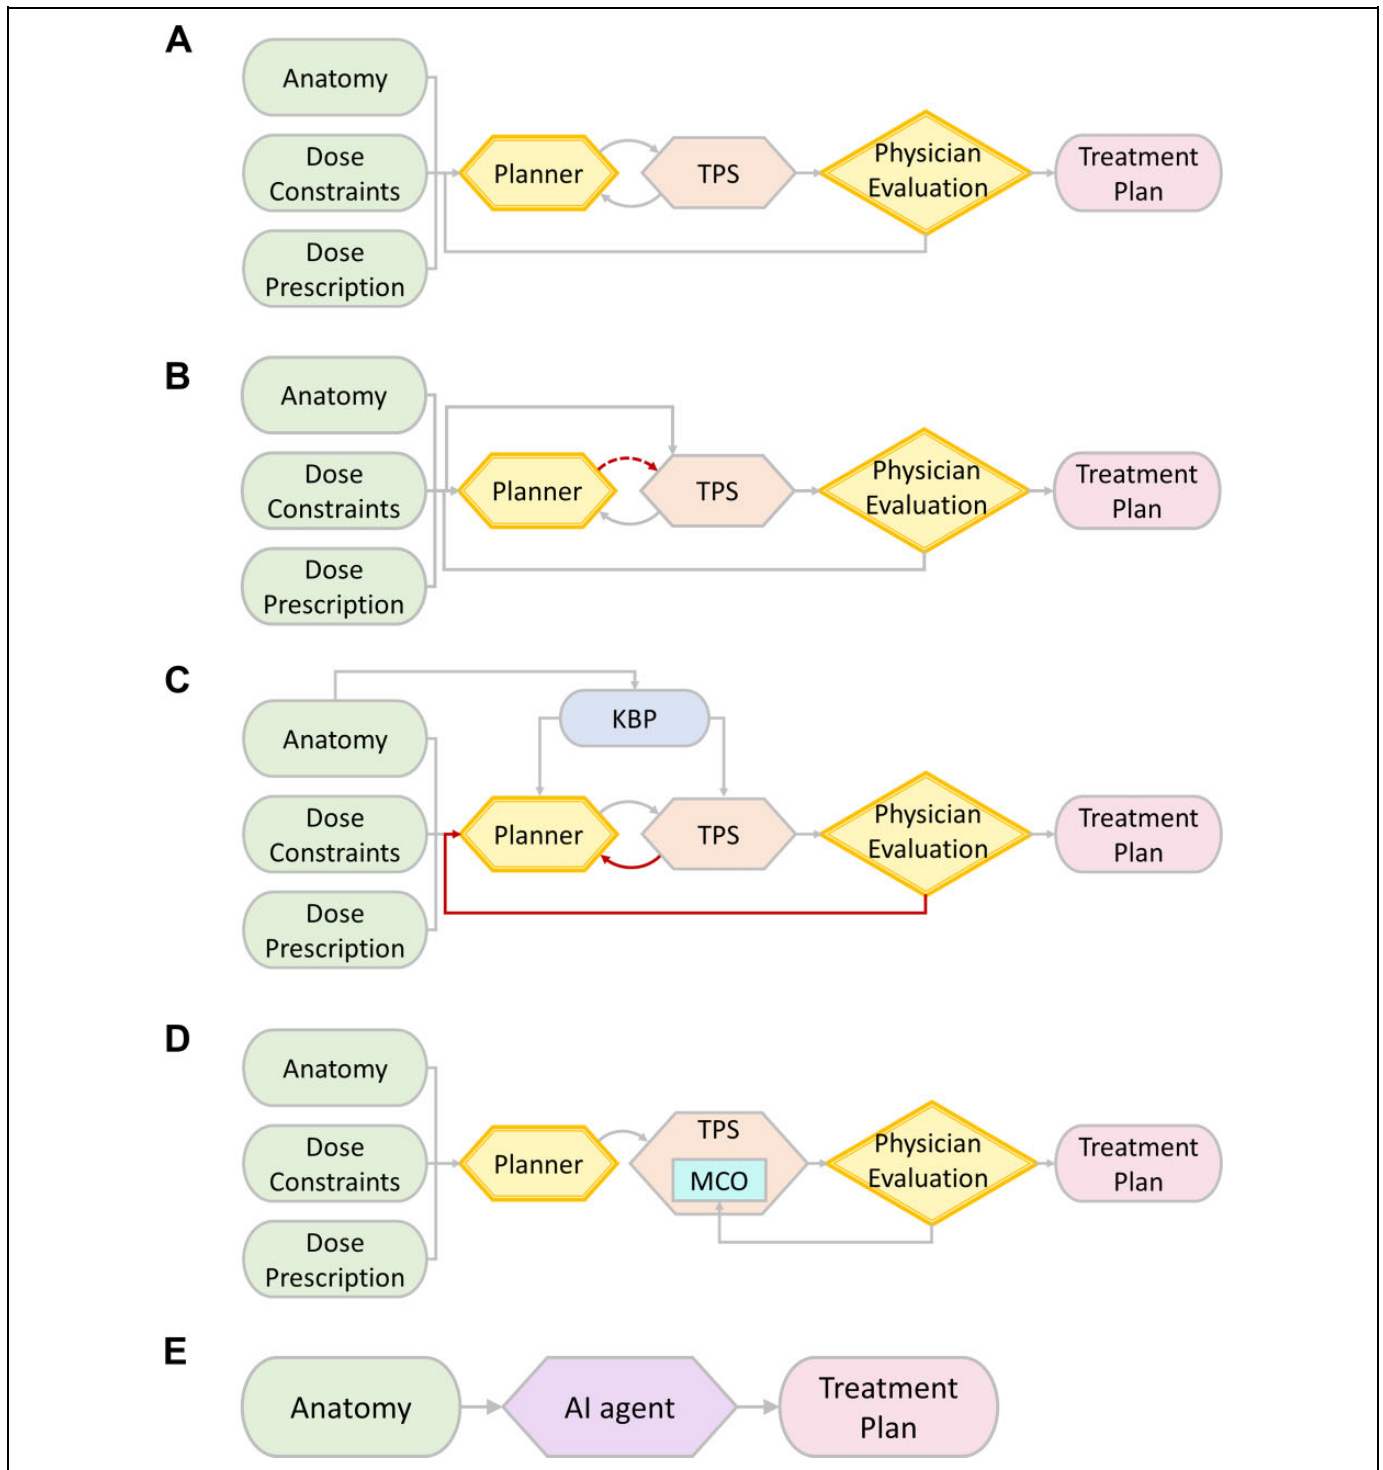 A
Anatomy
Dose
Constraints
Dose
Prescription
Planner
TPS
Physician
Evaluation
Treatment
Plan
B
Anatomy
Dose
Constraints
Dose
Prescription
Planner
TPS
Physician
Evaluation
Treatment
Plan
C
KBP
Anatomy
Dose
Constraints
Dose
Prescription
Planner
TPS
Physician
Evaluation
Treatment
Plan
D
Anatomy
Dose
Constraints
Dose
Prescription
Planner
TPS
MCO
Physician
Evaluation
Treatment
Plan
E
Anatomy
AI agent
Treatment
Plan